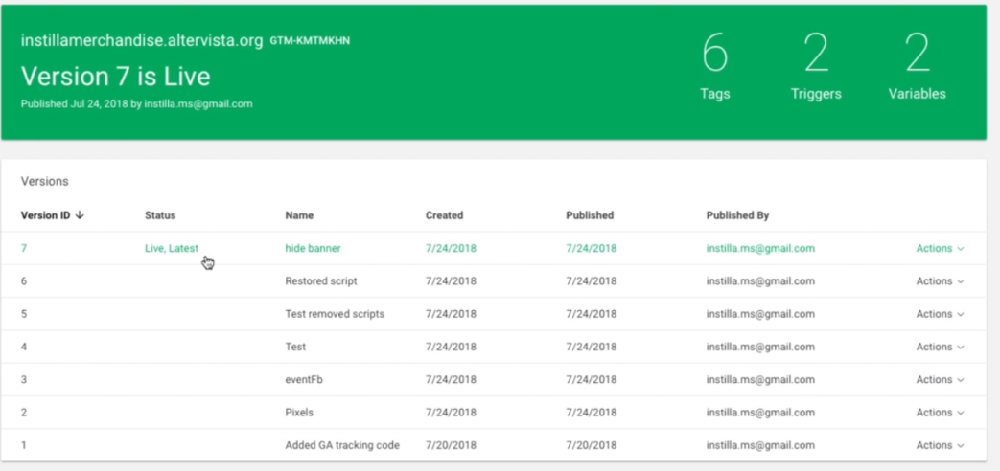 instillamerchandise.altervista.org GTM-KMTMKHN
Version 7 is Live
Published Jul 24, 2018 by instilla.ms@gmail.com
6 2 2
Tags Triggers Variables
Versions
Version ID Status Name Created Published Published By
7 Live, Latest hide banner 7/24/2018 7/24/2018 instilla.ms@gmail.com Actions
6 Restored script 7/24/2018 7/24/2018 instilla.ms@gmail.com Actions
5 Test removed scripts 7/24/2018 7/24/2018 instilla.ms@gmail.com Actions
4 Test 7/24/2018 7/24/2018 instilla.ms@gmail.com Actions
3 eventFb 7/24/2018 7/24/2018 instilla.ms@gmail.com Actions
2 Pixels 7/24/2018 7/24/2018 instilla.ms@gmail.com Actions
1 Added GA tracking code 7/20/2018 7/20/2018 instilla.ms@gmail.com Actions